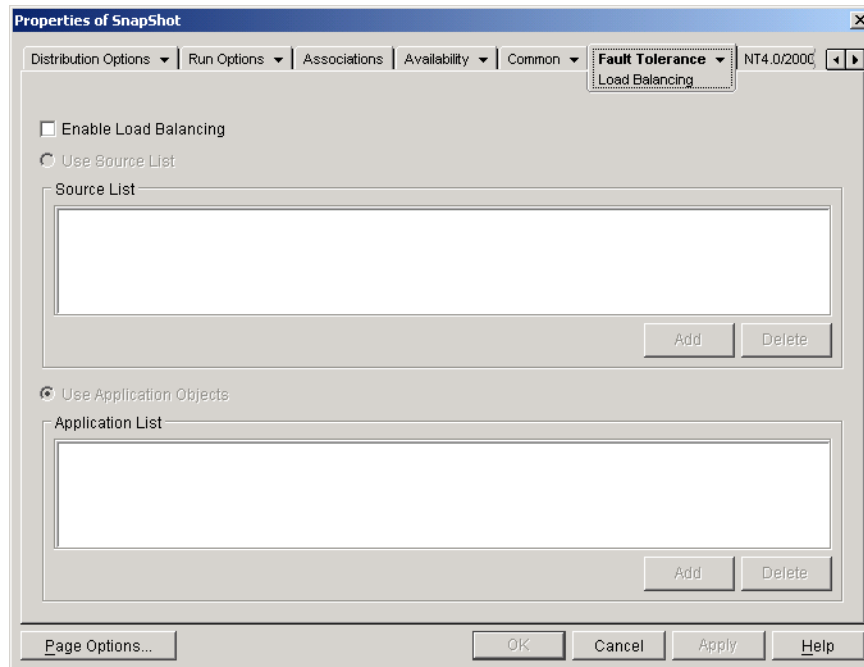 Properties of SnapShot
Distribution Options Run Options Associations Availability Common Fault Tolerance NT4.0/2000
Load Balancing
Enable Load Balancing
Use Source List
Source List
Add Delete
Use Application Objects
Application List
Add Delete
Page Options... OK Cancel Apply Help